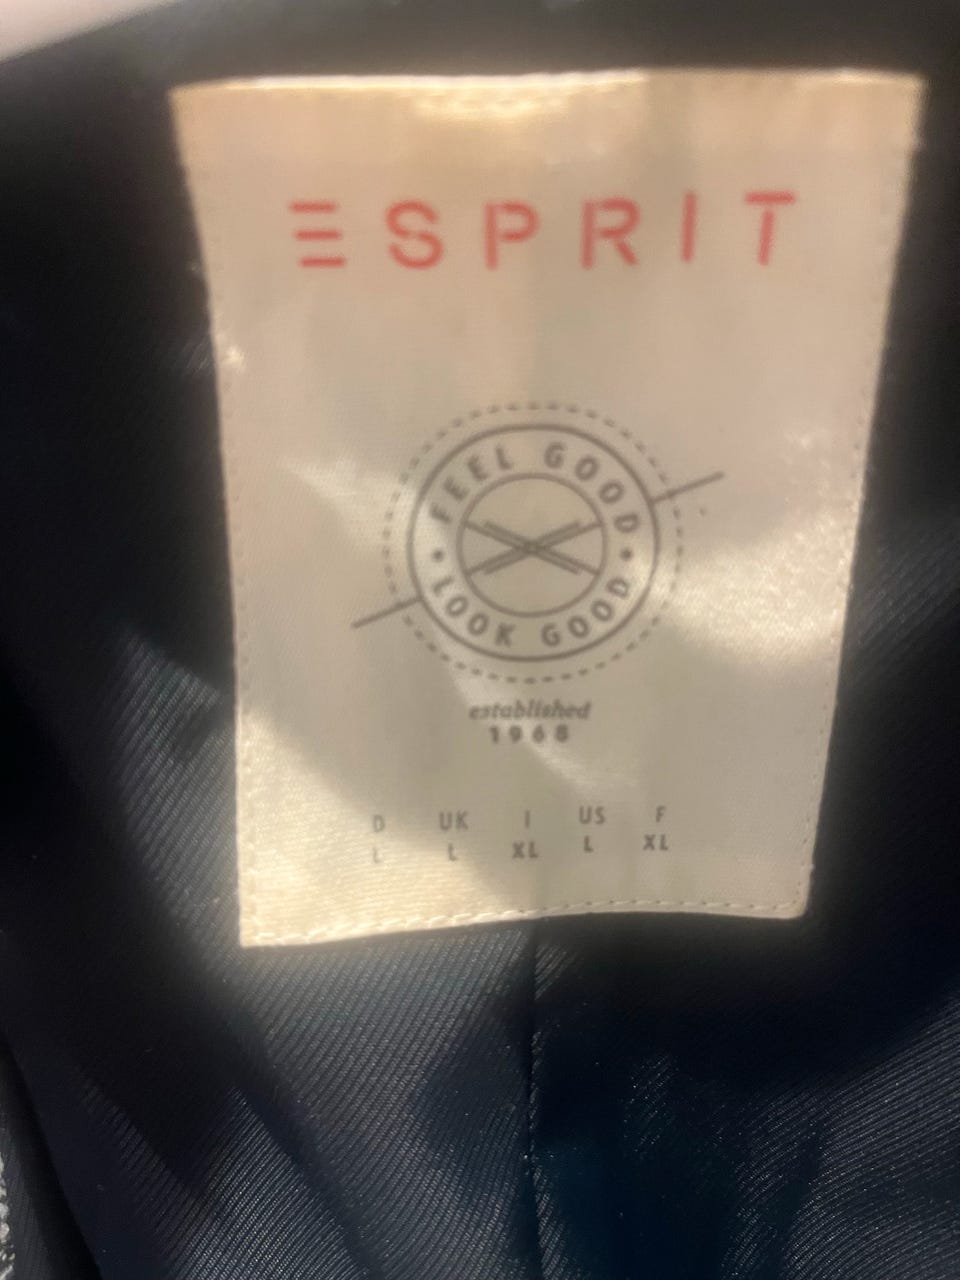 ESPRIT
FEEL GOOD
• LOOK GOOD •
established
1968
D UK I US F
L L XL L XL